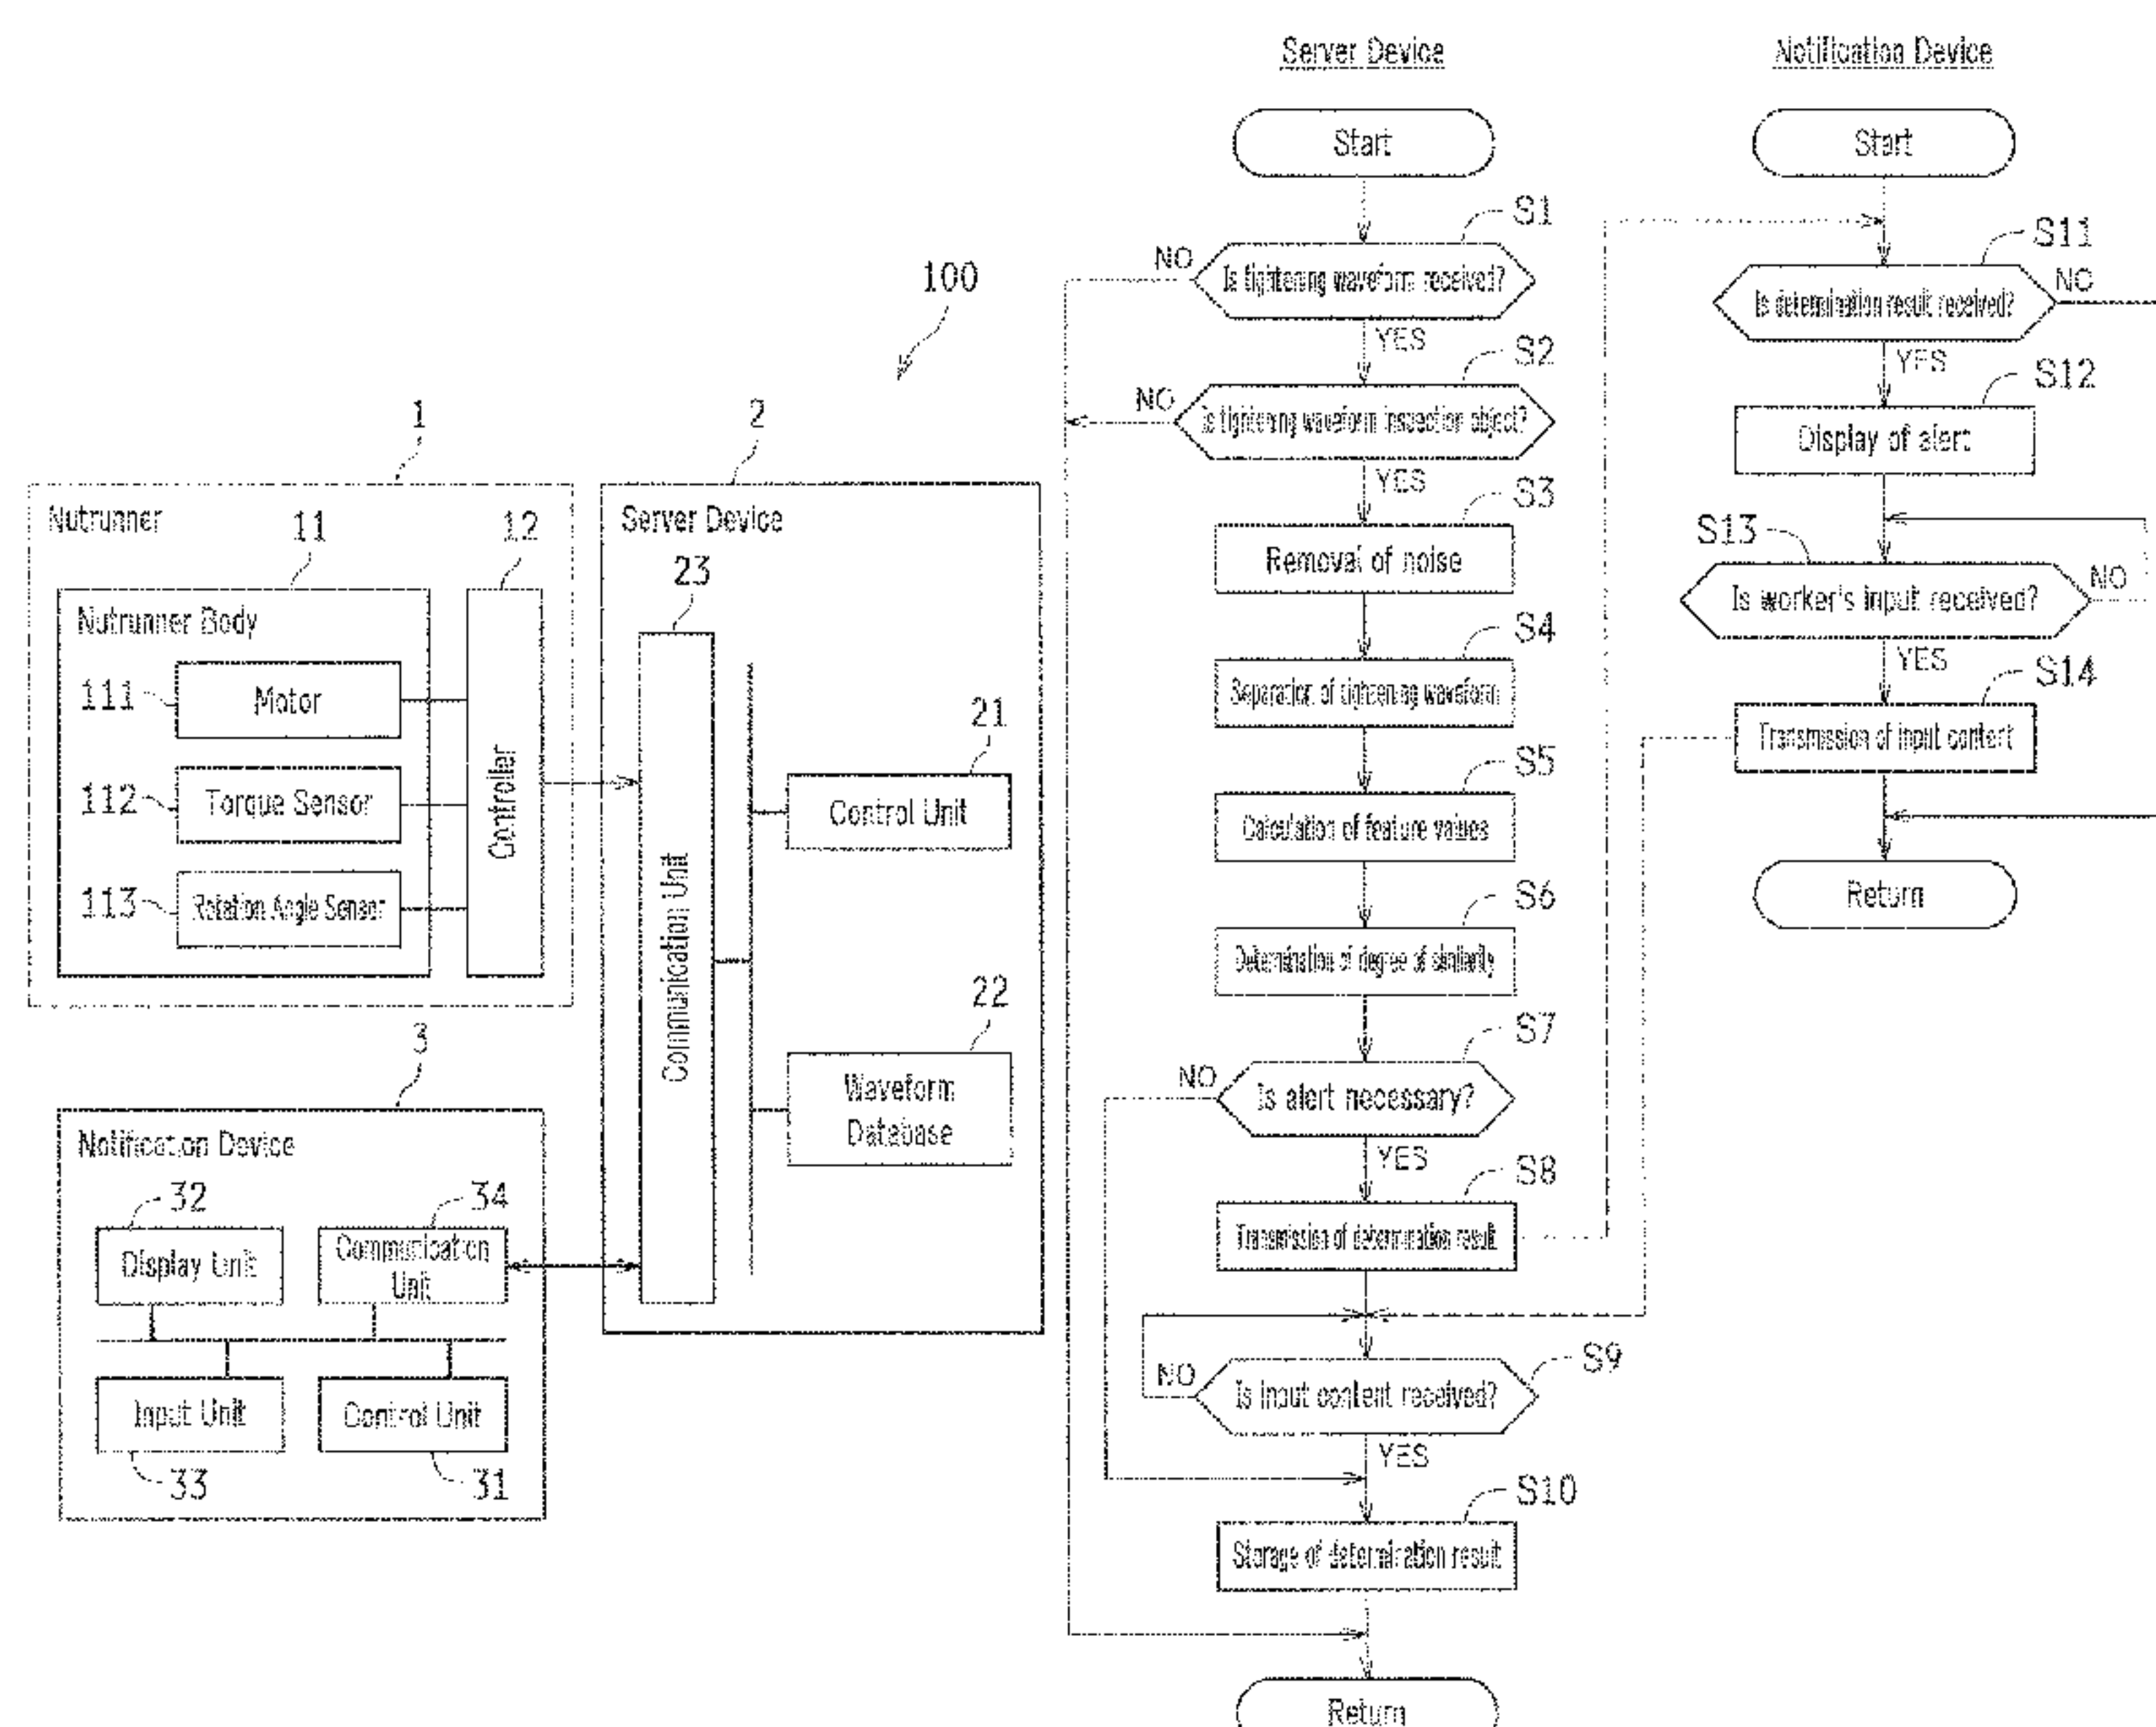 100
1
Nutrunner
11
12
Nutrunner Body
111
Motor
112
Torque Sensor
113
Rotation Angle Sensor
Controller
2
Server Device
23
Communication Unit
21
Control Unit
22
Waveform
Database
3
Notification Device
32
Display Unit
34
Communication
Unit
Input Unit
33
Control Unit
31
Server Device
Start
S1
Is tightening waveform received?
NO
YES
S2
Is tightening waveform inspection object?
NO
YES
S3
Removal of noise
S4
Separation of tightening waveform
S5
Calculation of feature values
S6
Determination of degree of similarity
S7
Is alert necessary?
NO
YES
S8
Transmission of determination result
S9
Is input content received?
NO
YES
S10
Storage of determination result
Return
Notification Device
Start
S11
Is determination result received?
NO
YES
S12
Display of alert
S13
Is worker's input received?
NO
YES
S14
Transmission of input content
Return